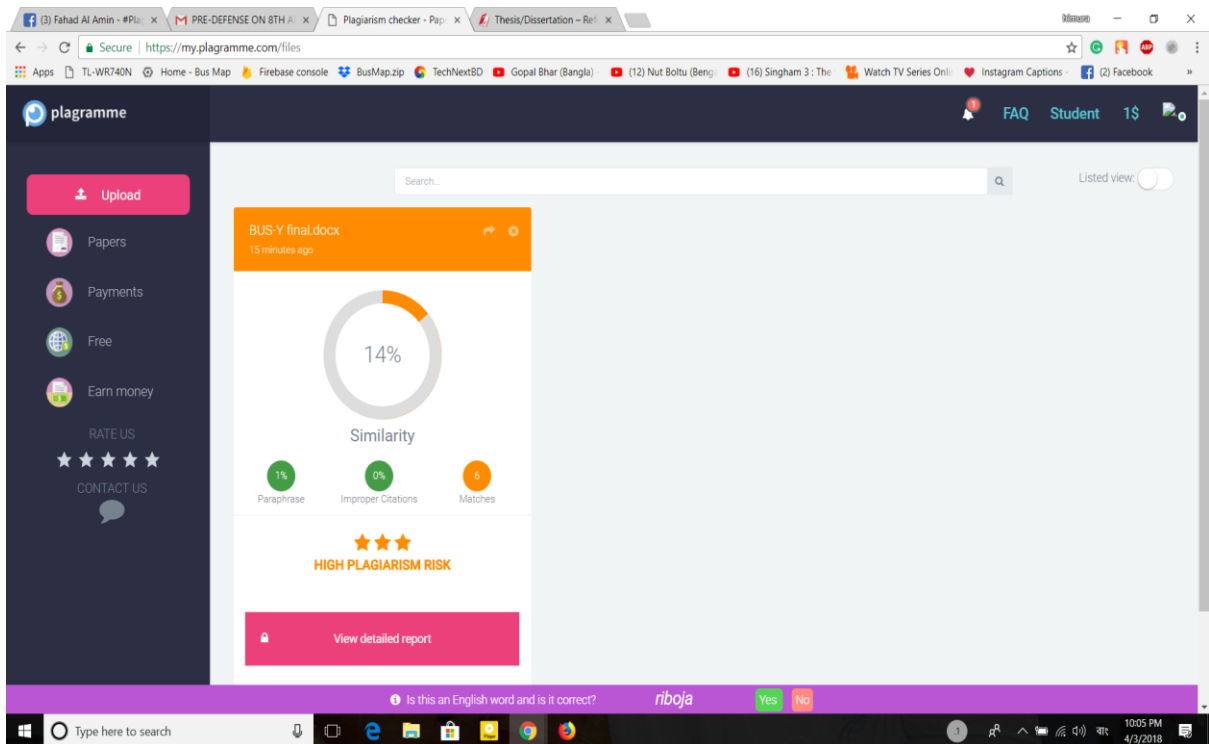 (3) Fahad Al Amin - #Pla
PRE-DEFENSE ON 8TH A
Plagiarism checker - Pap
Thesis/Dissertation – Ref
Secure | https://my.plagramme.com/files
Apps TL-WR740N Home - Bus Map Firebase console BusMap.zip TechNextBD Gopal Bhar (Bangla) - (12) Nut Boltu (Beng (16) Singham 3 : The Watch TV Series Onli Instagram Captions - (2) Facebook »
plagramme
1
FAQ Student 1$
Upload
Search...
Listed view:
Papers
Payments
Free
Earn money
RATE US
CONTACT US
BUS-Y final.docx
15 minutes ago
14%
Similarity
1% 0% 6
Paraphrase Improper Citations Matches
HIGH PLAGIARISM RISK
View detailed report
Is this an English word and is it correct? riboja Yes No
Type here to search
বাং
10:05 PM
4/3/2018